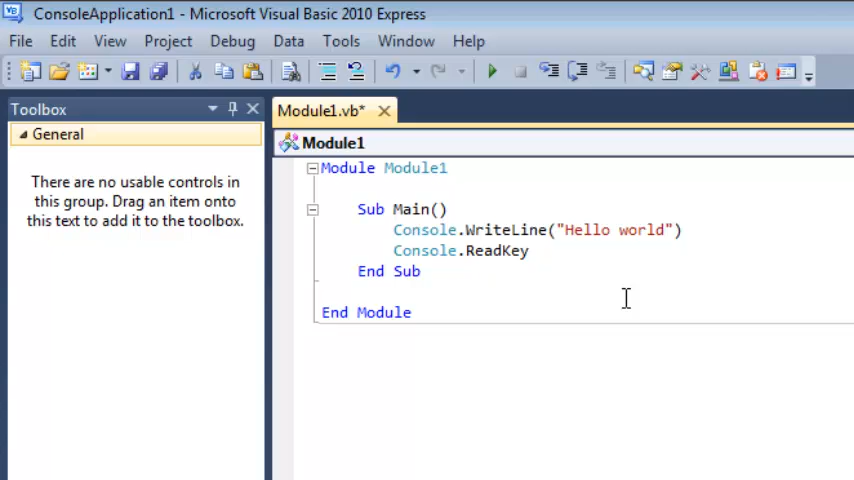 ConsoleApplication1 - Microsoft Visual Basic 2010 Express
File Edit View Project Debug Data Tools Window Help
Toolbox
General
There are no usable controls in
this group. Drag an item onto
this text to add it to the toolbox.
Module1.vb*
Module1
Module Module1
Sub Main()
Console.WriteLine("Hello world")
Console.ReadKey
End Sub
End Module